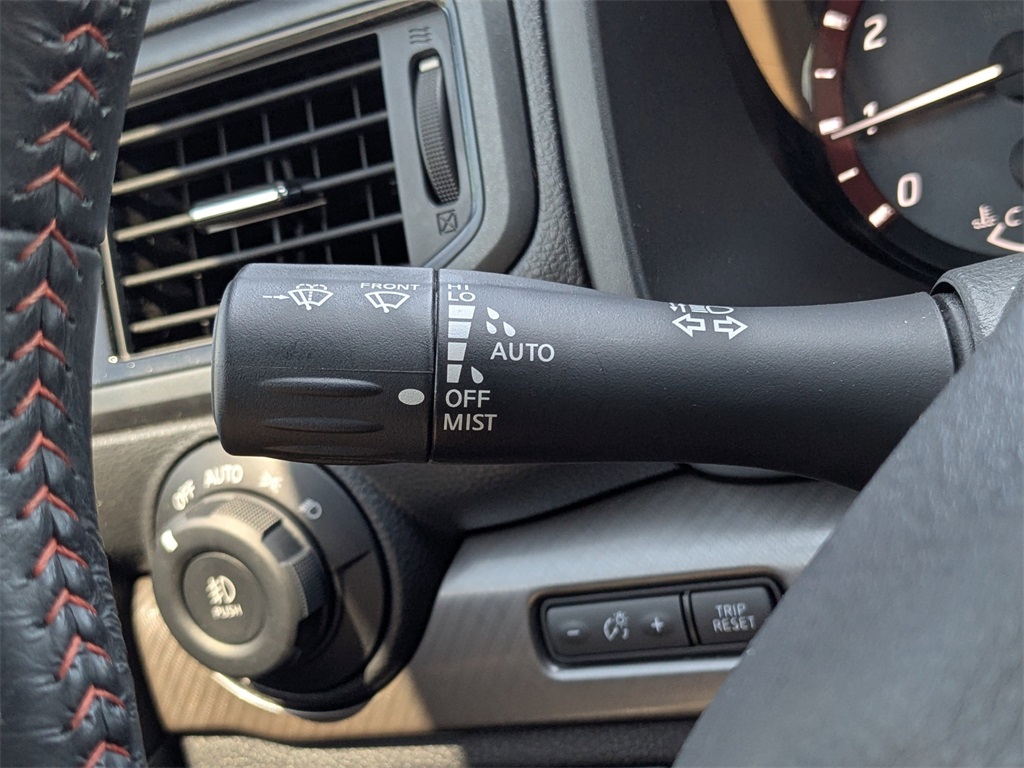 2
1
0
C
FRONT
HI
LO
AUTO
OFF
MIST
OFF AUTO
PUSH
- +
TRIP
RESET